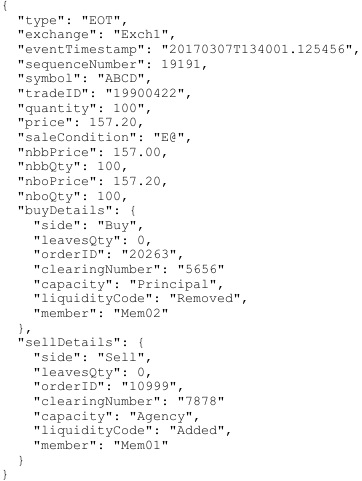 {
"type": "EOT",
"exchange": "Exch1",
"eventTimestamp": "20170307T134001.125456",
"sequenceNumber": 19191,
"symbol": "ABCD",
"tradeID": "19900422",
"quantity": 100",
"price": 157.20,
"saleCondition": "E@",
"nbbPrice": 157.00,
"nbbQty": 100,
"nboPrice": 157.20,
"nboQty": 100,
"buyDetails": {
"side": "Buy",
"leavesQty": 0,
"orderID": "20263",
"clearingNumber": "5656"
"capacity": "Principal",
"liquidityCode": "Removed",
"member": "Mem02"
},
"sellDetails": {
"side": "Sell",
"leavesQty": 0,
"orderID": "10999",
"clearingNumber": "7878"
"capacity": "Agency",
"liquidityCode": "Added",
"member": "Mem01"
}
}